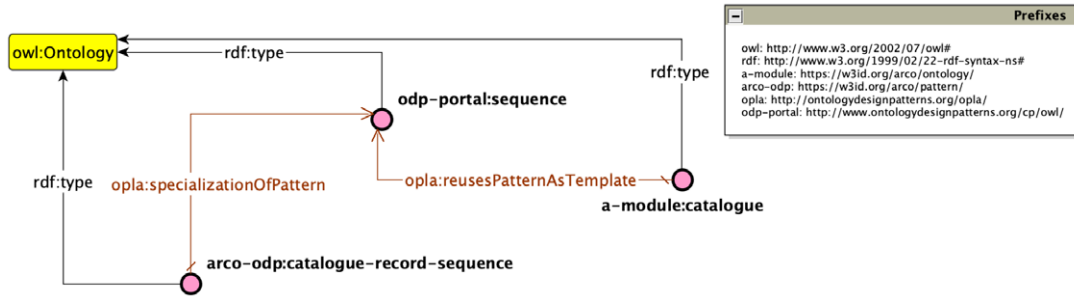 Prefixes
owl: http://www.w3.org/2002/07/owl#
rdf: http://www.w3.org/1999/02/22-rdf-syntax-ns#
a-module: https://w3id.org/arco/ontology/
arco-odp: https://w3id.org/arco/pattern/
opla: http://ontologydesignpatterns.org/opla/
odp-portal: http://www.ontologydesignpatterns.org/cp/owl/
owl:Ontology
rdf:type
rdf:type
odp-portal:sequence
rdf:type
opla:specializationOfPattern
opla:reusesPatternAsTemplate
a-module:catalogue
arco-odp:catalogue-record-sequence